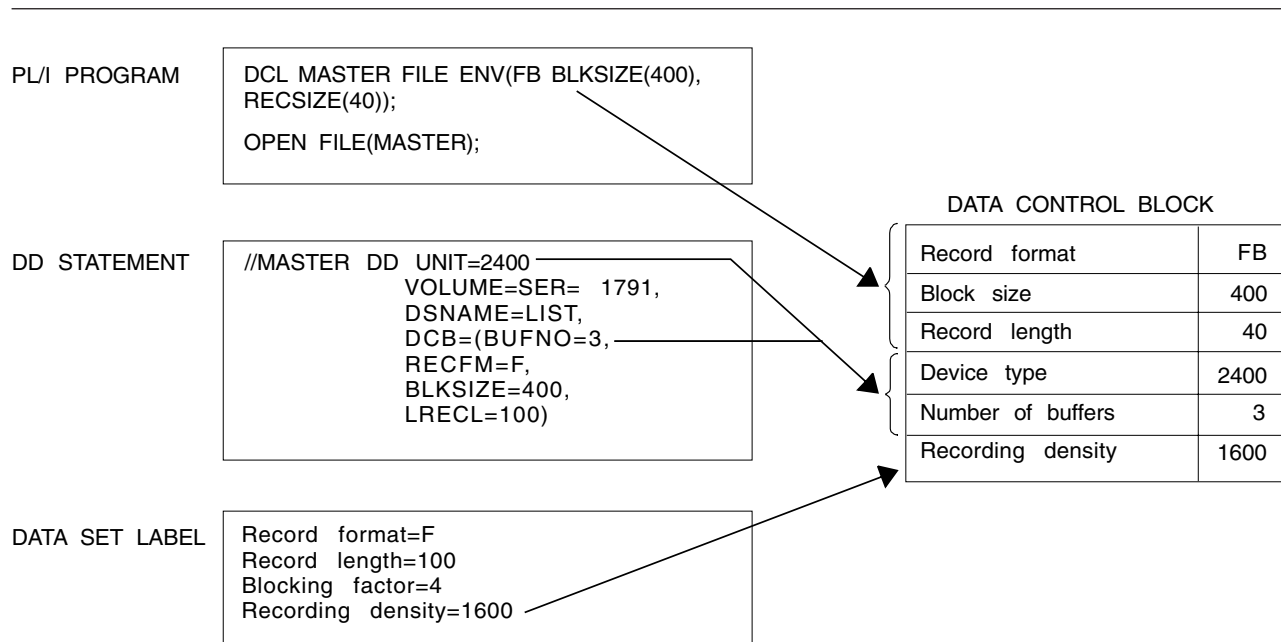 PL/I PROGRAM
DCL MASTER FILE ENV(FB BLKSIZE(400),
RECSIZE(40));
OPEN FILE(MASTER);
DD STATEMENT
//MASTER DD UNIT=2400
VOLUME=SER= 1791,
DSNAME=LIST,
DCB=(BUFNO=3,
RECFM=F,
BLKSIZE=400,
LRECL=100)
DATA SET LABEL
Record format=F
Record length=100
Blocking factor=4
Recording density=1600
DATA CONTROL BLOCK
Record format FB
Block size 400
Record length 40
Device type 2400
Number of buffers 3
Recording density 1600